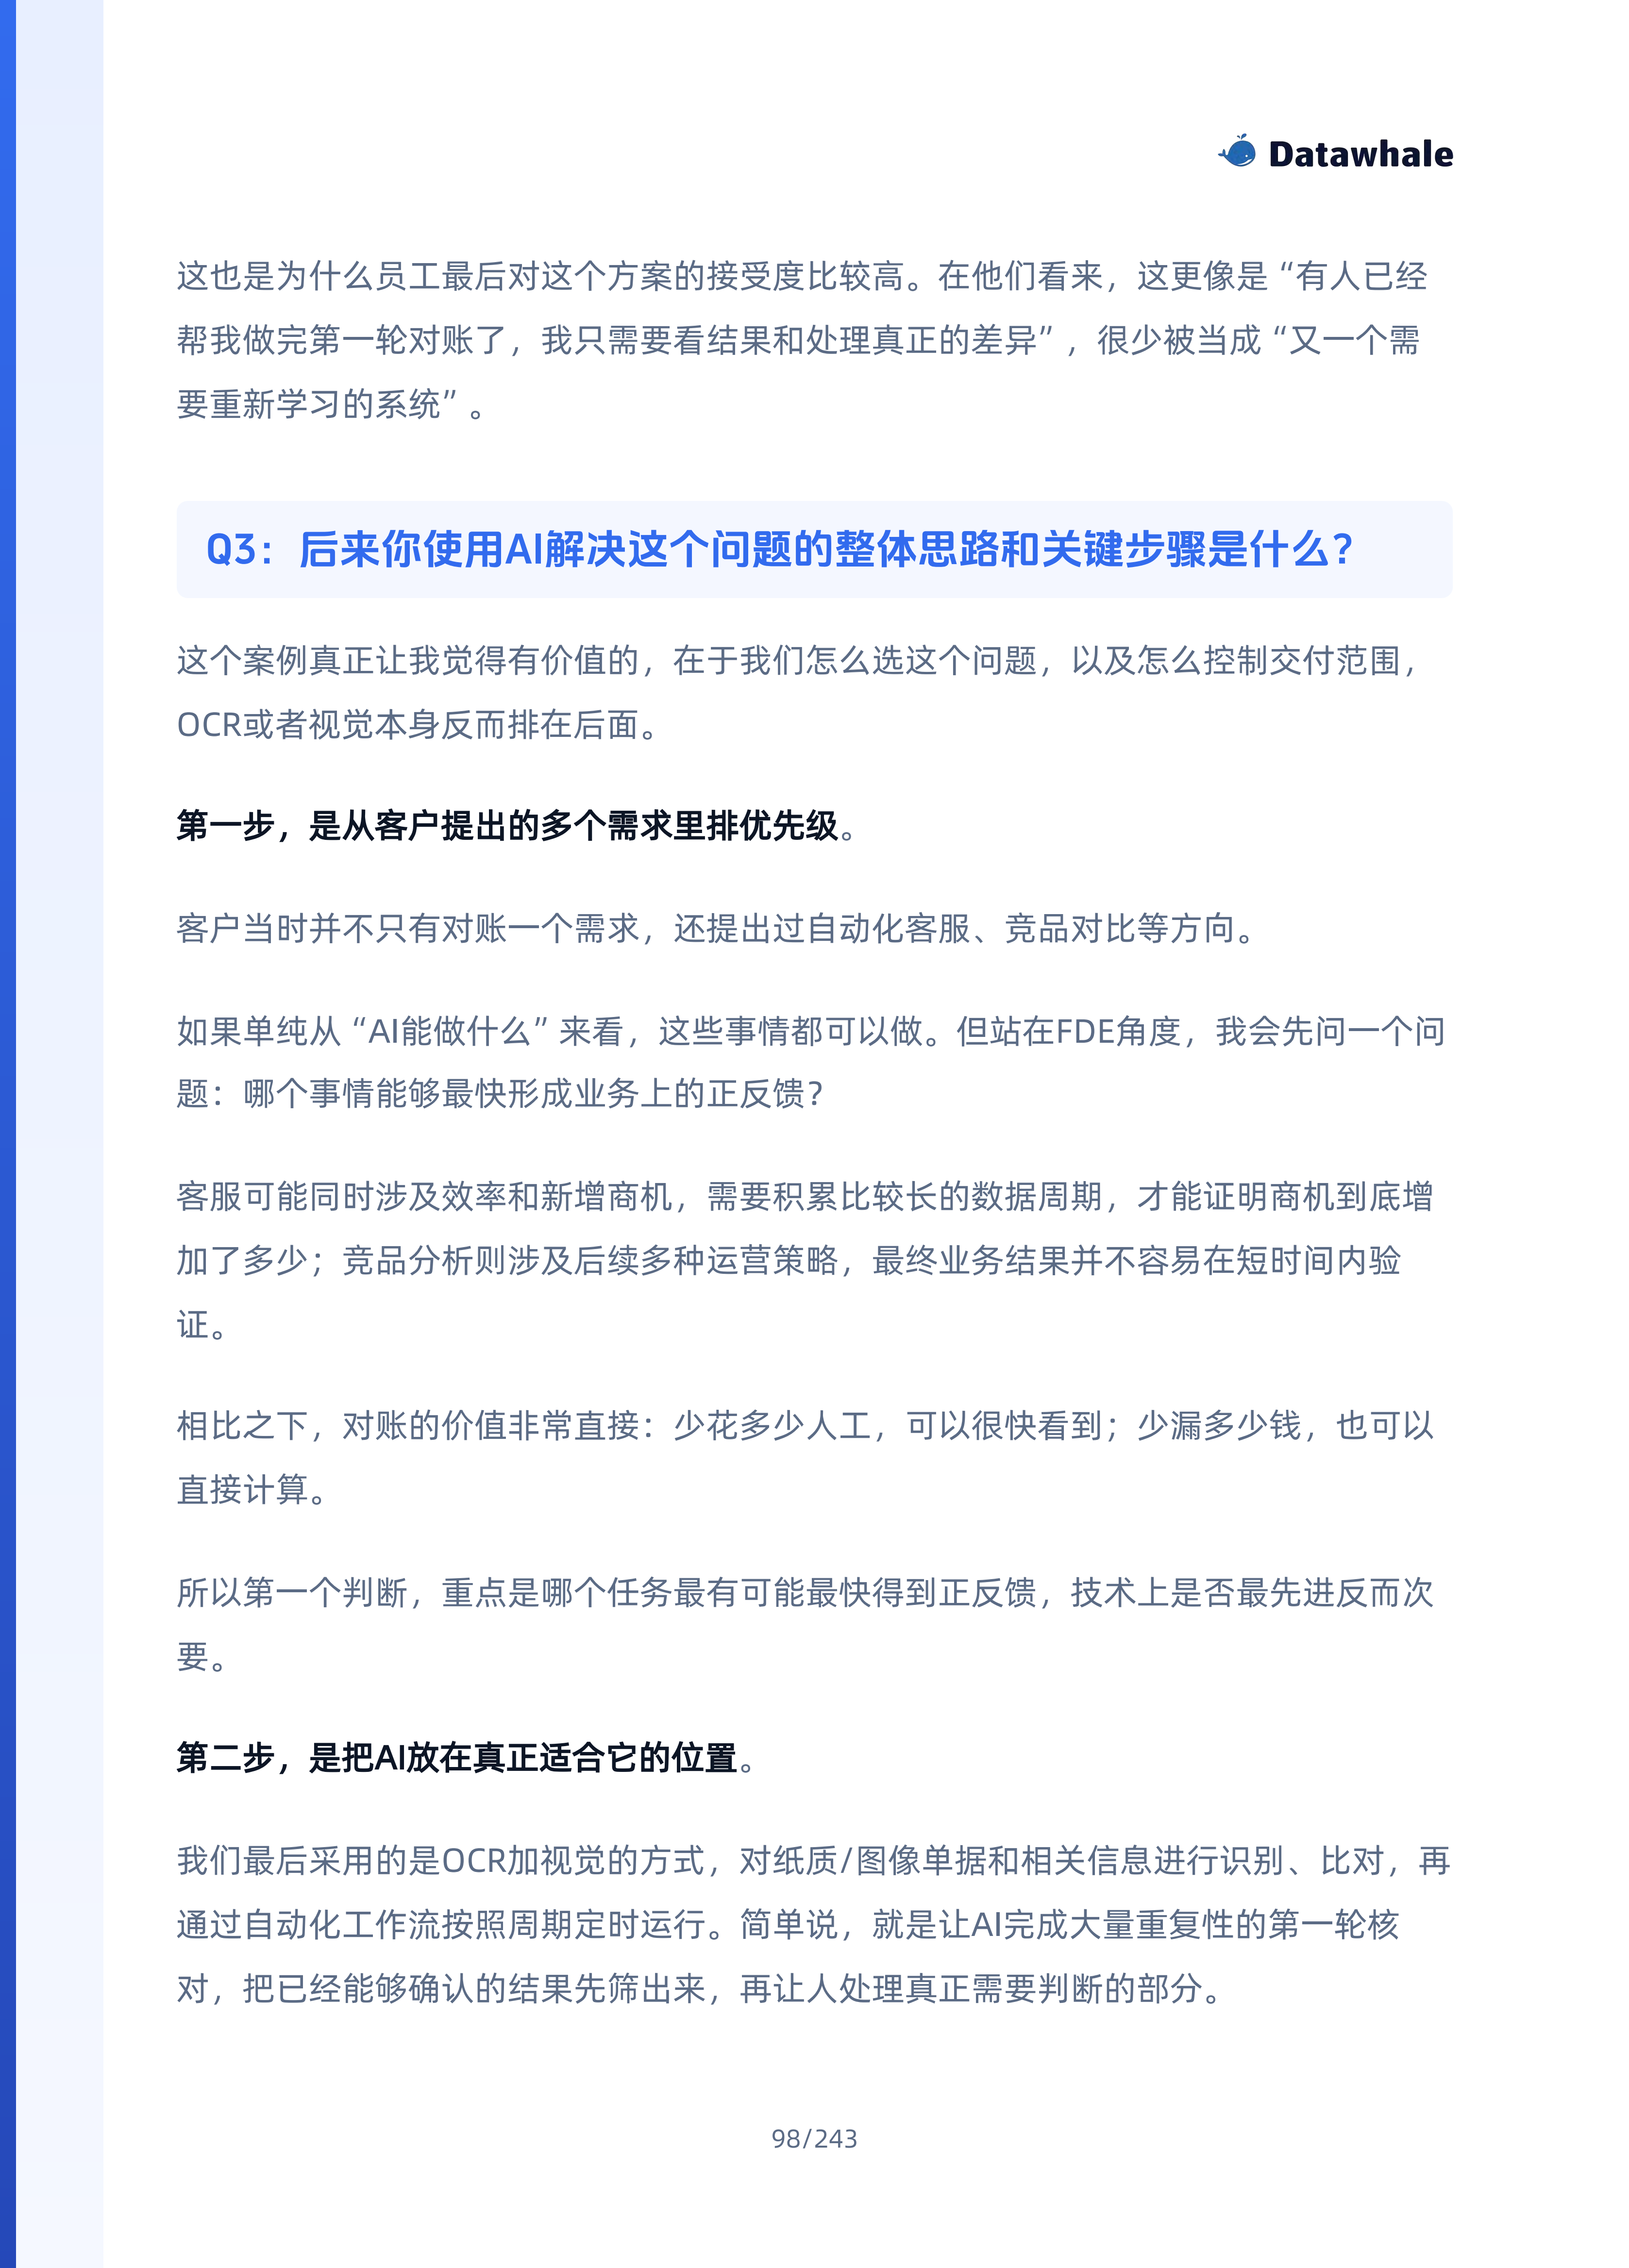 Datawhale
这也是为什么员工最后对这个方案的接受度比较高。在他们看来，这更像是“有人已经
帮我做完第一轮对账了，我只需要看结果和处理真正的差异”，很少被当成“又一个需
要重新学习的系统”。
Q3：后来你使用AI解决这个问题的整体思路和关键步骤是什么？
这个案例真正让我觉得有价值的，在于我们怎么选这个问题，以及怎么控制交付范围，
OCR或者视觉本身反而排在后面。
第一步，是从客户提出的多个需求里排优先级。
客户当时并不只有对账一个需求，还提出过自动化客服、竞品对比等方向。
如果单纯从“AI能做什么”来看，这些事情都可以做。但站在FDE角度，我会先问一个问
题：哪个事情能够最快形成业务上的正反馈？
客服可能同时涉及效率和新增商机，需要积累比较长的数据周期，才能证明商机到底增
加了多少；竞品分析则涉及后续多种运营策略，最终业务结果并不容易在短时间内验
证。
相比之下，对账的价值非常直接：少花多少人工，可以很快看到；少漏多少钱，也可以
直接计算。
所以第一个判断，重点是哪个任务最有可能最快得到正反馈，技术上是否最先进反而次
要。
第二步，是把AI放在真正适合它的位置。
我们最后采用的是OCR加视觉的方式，对纸质/图像单据和相关信息进行识别、比对，再
通过自动化工作流按照周期定时运行。简单说，就是让AI完成大量重复性的第一轮核
对，把已经能够确认的结果先筛出来，再让人处理真正需要判断的部分。
98/243